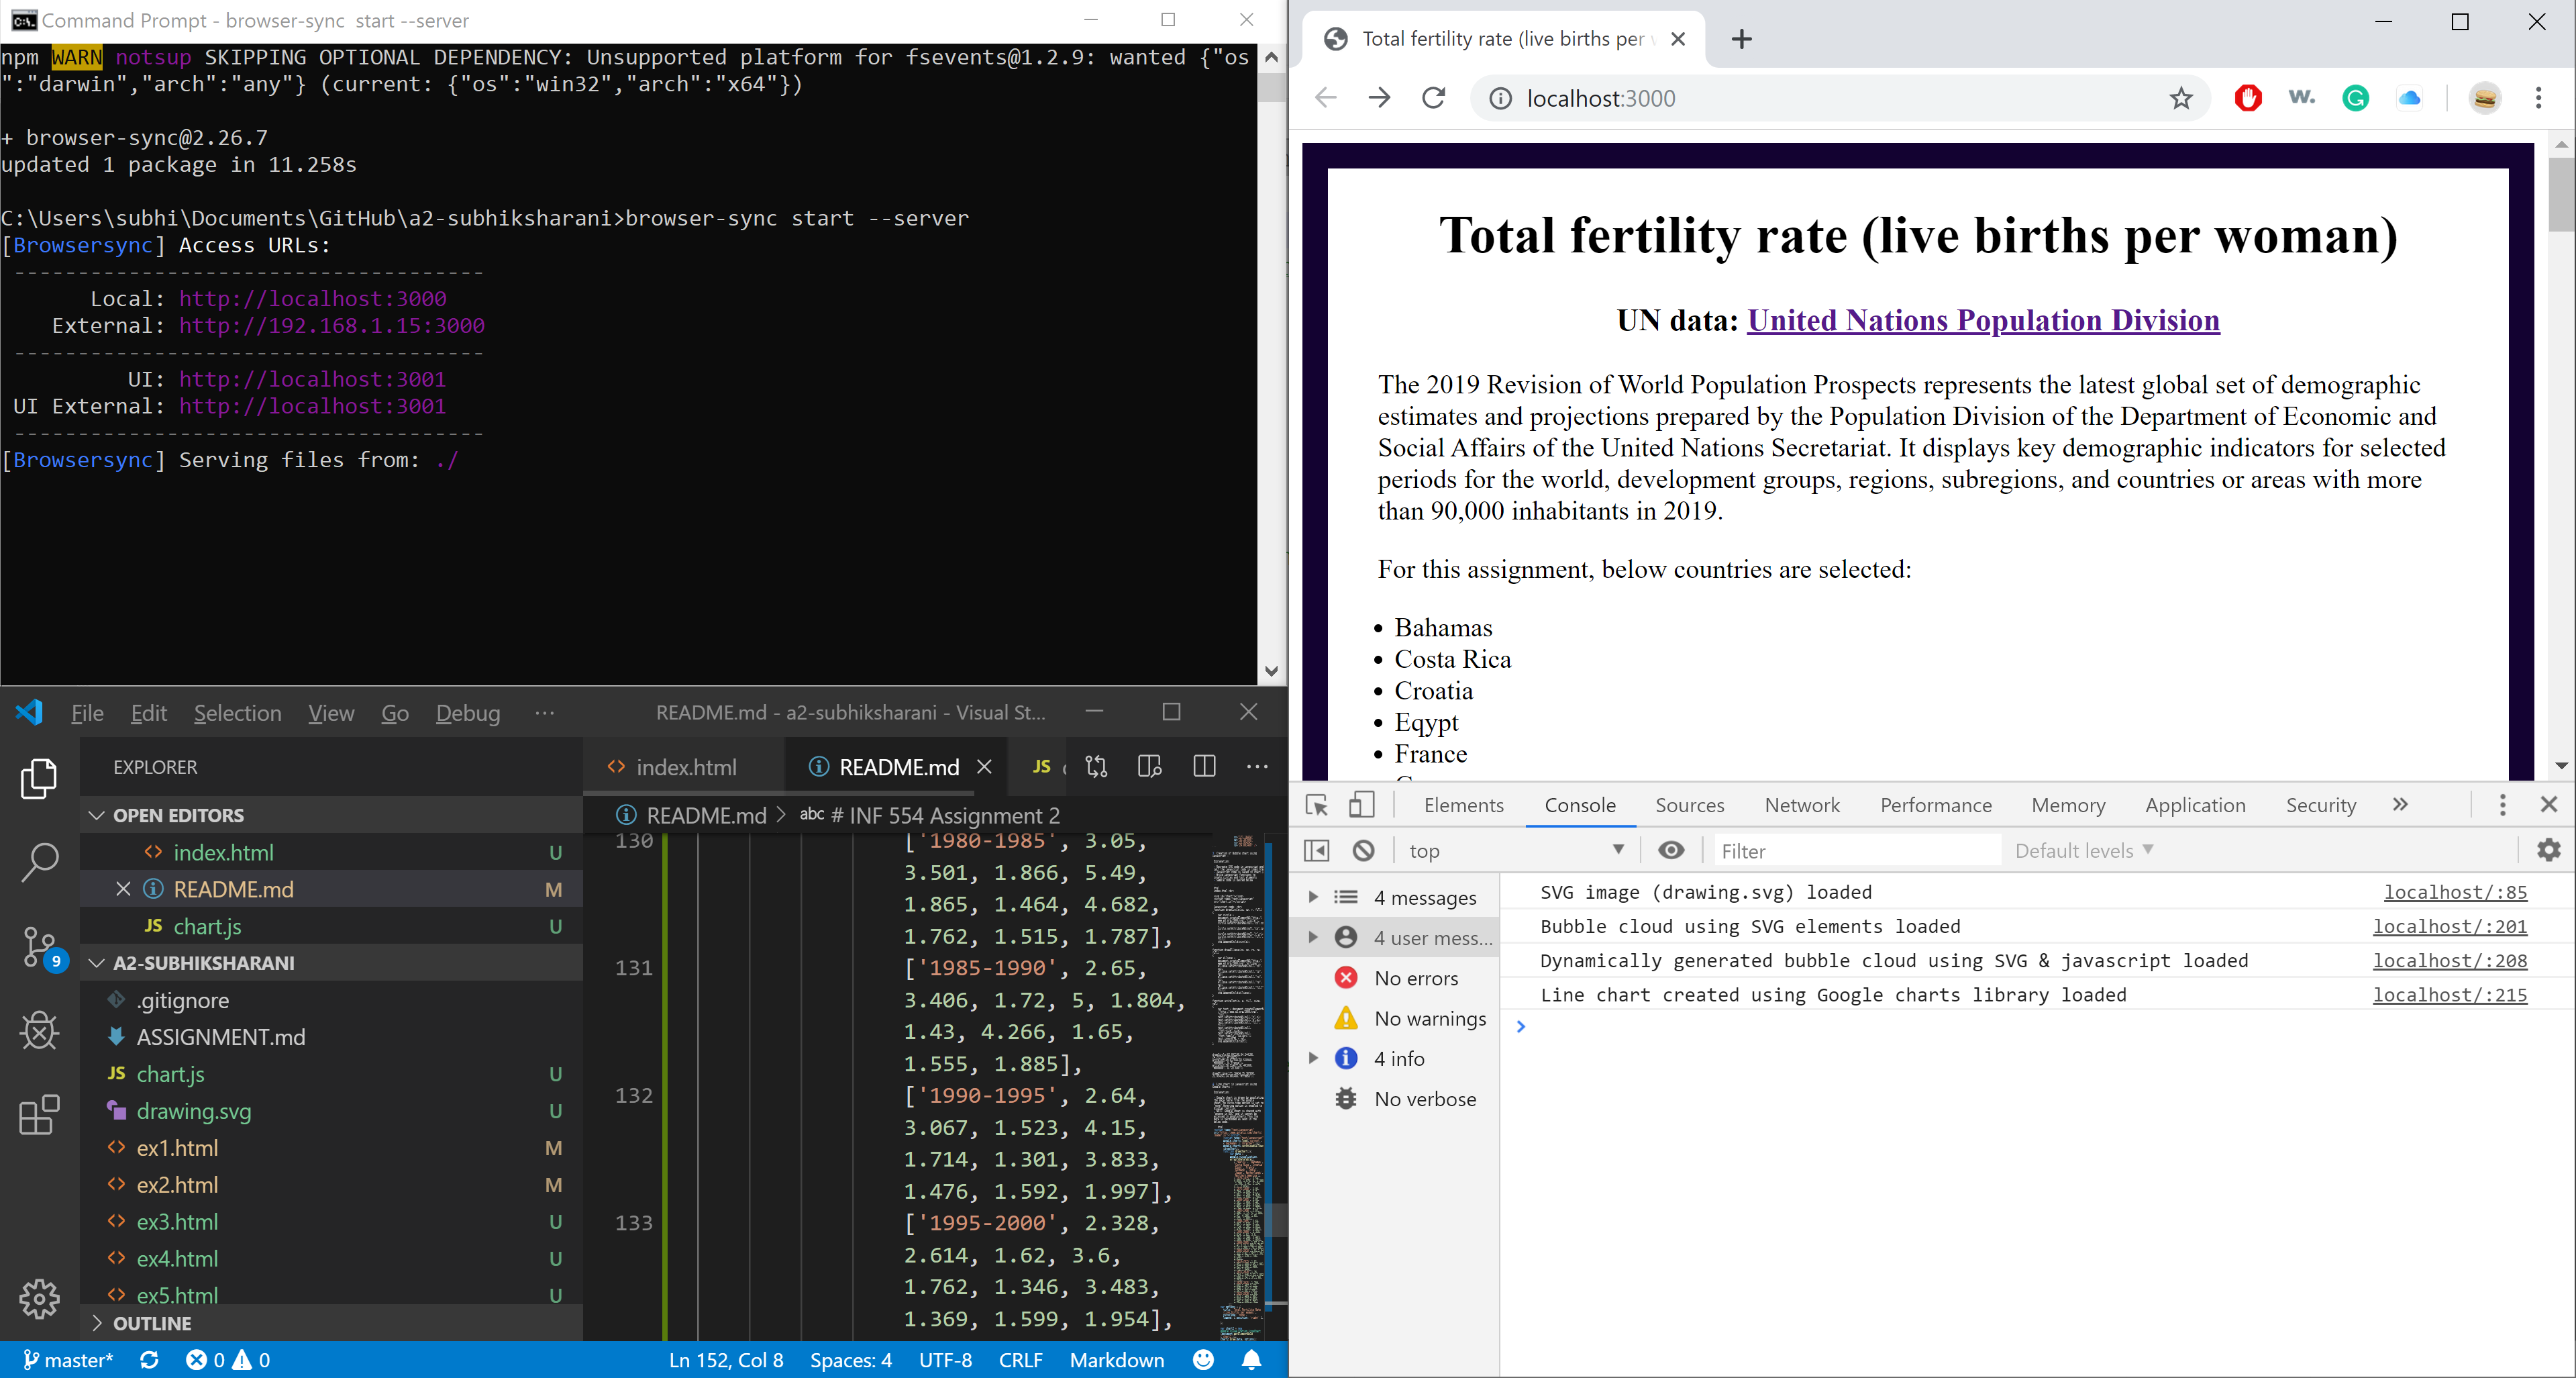 Command Prompt - browser-sync  start --server
npm WARN notsup SKIPPING OPTIONAL DEPENDENCY: Unsupported platform for fsevents@1.2.9: wanted {"os
":"darwin","arch":"any"} (current: {"os":"win32","arch":"x64"})
+ browser-sync@2.26.7
updated 1 package in 11.258s
C:\Users\subhi\Documents\GitHub\a2-subhiksharani>browser-sync start --server
[Browsersync] Access URLs:
-------------------------------------
Local: http://localhost:3000
External: http://192.168.1.15:3000
-------------------------------------
UI: http://localhost:3001
UI External: http://localhost:3001
-------------------------------------
[Browsersync] Serving files from: ./
File Edit Selection View Go Debug ··· README.md - a2-subhiksharani - Visual St...
EXPLORER
index.html README.md JS
OPEN EDITORS
README.md > abc # INF 554 Assignment 2
index.html U
README.md M
JS chart.js U
A2-SUBHIKSHARANI
.gitignore
ASSIGNMENT.md
JS chart.js U
drawing.svg U
ex1.html M
ex2.html M
ex3.html U
ex4.html U
ex5.html U
OUTLINE
9
130 ['1980-1985', 3.05,
3.501, 1.866, 5.49,
1.865, 1.464, 4.682,
1.762, 1.515, 1.787],
131 ['1985-1990', 2.65,
3.406, 1.72, 5, 1.804,
1.43, 4.266, 1.65,
1.555, 1.885],
132 ['1990-1995', 2.64,
3.067, 1.523, 4.15,
1.714, 1.301, 3.833,
1.476, 1.592, 1.997],
133 ['1995-2000', 2.328,
2.614, 1.62, 3.6,
1.762, 1.346, 3.483,
1.369, 1.599, 1.954],
master* 0 0 Ln 152, Col 8 Spaces: 4 UTF-8 CRLF Markdown
Total fertility rate (live births per
localhost:3000
w.
Total fertility rate (live births per woman)
UN data: United Nations Population Division
The 2019 Revision of World Population Prospects represents the latest global set of demographic
estimates and projections prepared by the Population Division of the Department of Economic and
Social Affairs of the United Nations Secretariat. It displays key demographic indicators for selected
periods for the world, development groups, regions, subregions, and countries or areas with more
than 90,000 inhabitants in 2019.
For this assignment, below countries are selected:
• Bahamas
• Costa Rica
• Croatia
• Eqypt
• France
Elements Console Sources Network Performance Memory Application Security »
top Filter Default levels
4 messages
4 user mess...
No errors
No warnings
4 info
No verbose
SVG image (drawing.svg) loaded localhost/:85
Bubble cloud using SVG elements loaded localhost/:201
Dynamically generated bubble cloud using SVG & javascript loaded localhost/:208
Line chart created using Google charts library loaded localhost/:215